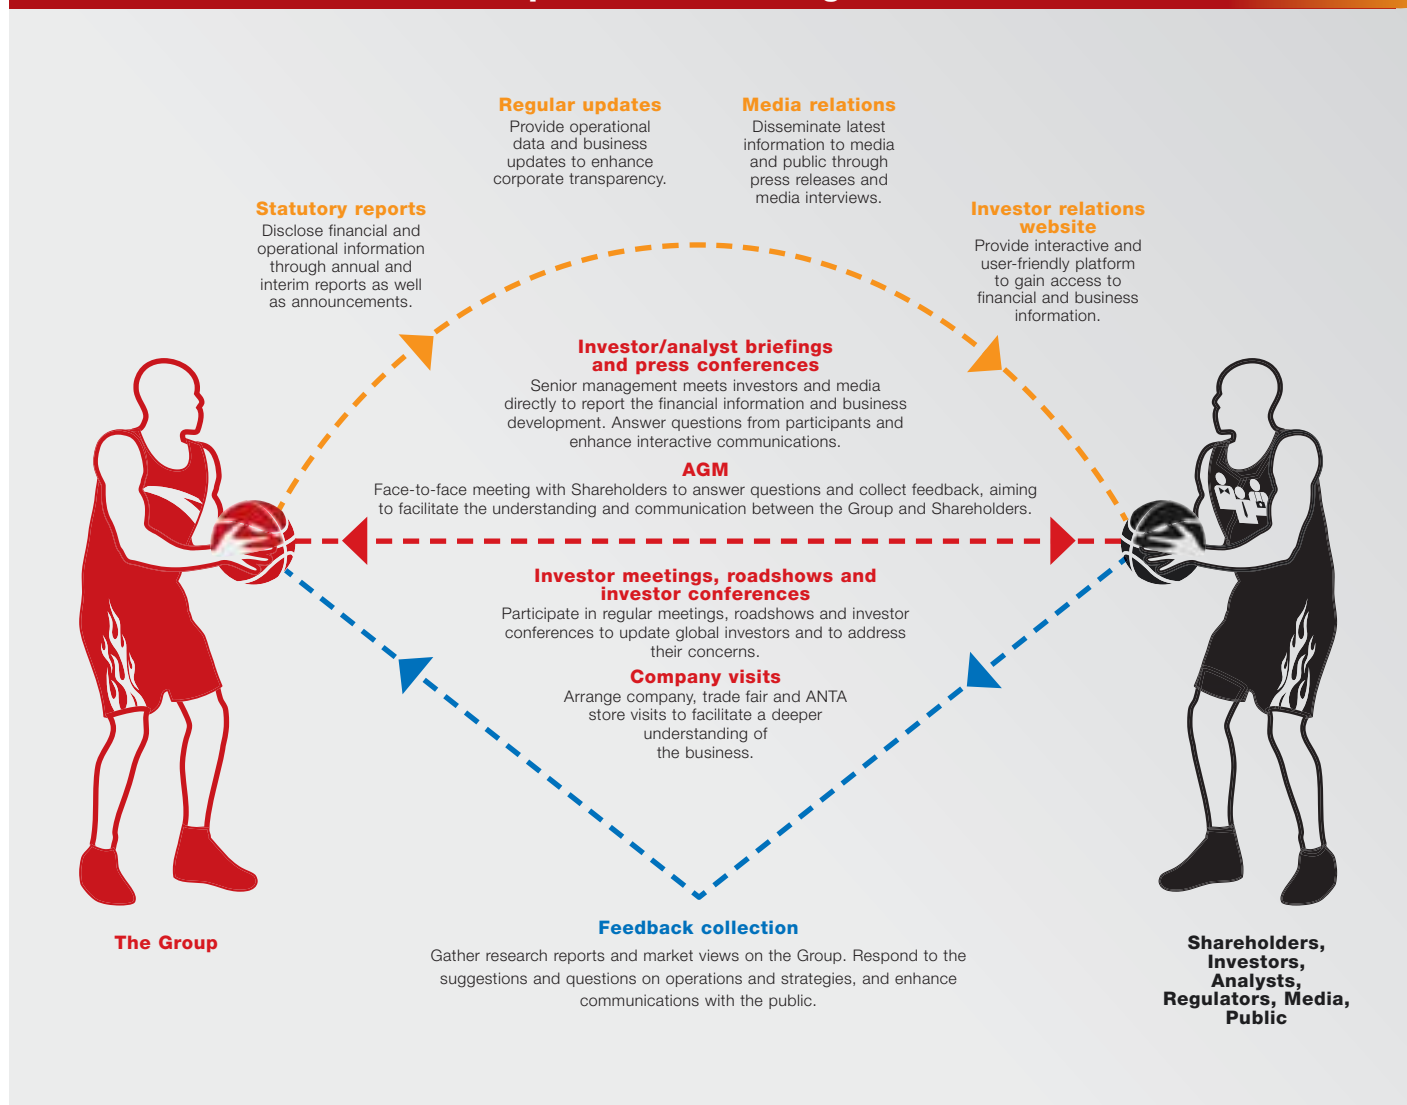 Regular updates
Provide operational
data and business
updates to enhance
corporate transparency.
Media relations
Disseminate latest
information to media
and public through
press releases and
media interviews.
Statutory reports
Disclose financial and
operational information
through annual and
interim reports as well
as announcements.
Investor relations
website
Provide interactive and
user-friendly platform
to gain access to
financial and business
information.
Investor/analyst briefings
and press conferences
Senior management meets investors and media
directly to report the financial information and business
development. Answer questions from participants and
enhance interactive communications.
AGM
Face-to-face meeting with Shareholders to answer questions and collect feedback, aiming
to facilitate the understanding and communication between the Group and Shareholders.
Investor meetings, roadshows and
investor conferences
Participate in regular meetings, roadshows and investor
conferences to update global investors and to address
their concerns.
Company visits
Arrange company, trade fair and ANTA
store visits to facilitate a deeper
understanding of
the business.
Feedback collection
Gather research reports and market views on the Group. Respond to the
suggestions and questions on operations and strategies, and enhance
communications with the public.
The Group
Shareholders,
Investors,
Analysts,
Regulators, Media,
Public